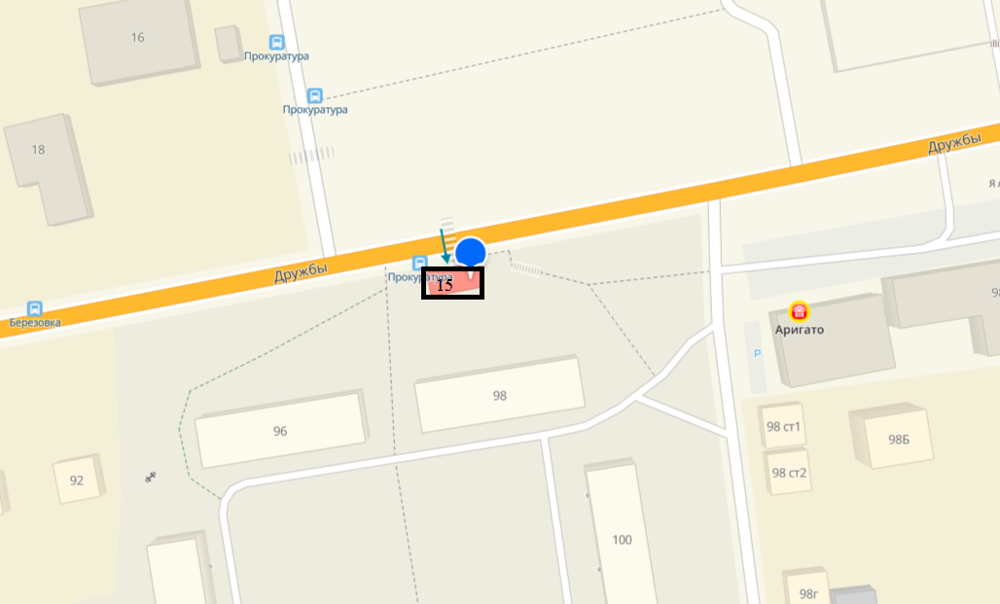 16
Прокуратура
Прокуратура
Дружбы
18
Дружбы
Прокуратура
15
Березовка
Аригато
P
98
96
98 ст1
98Б
98 ст2
92
100
98г